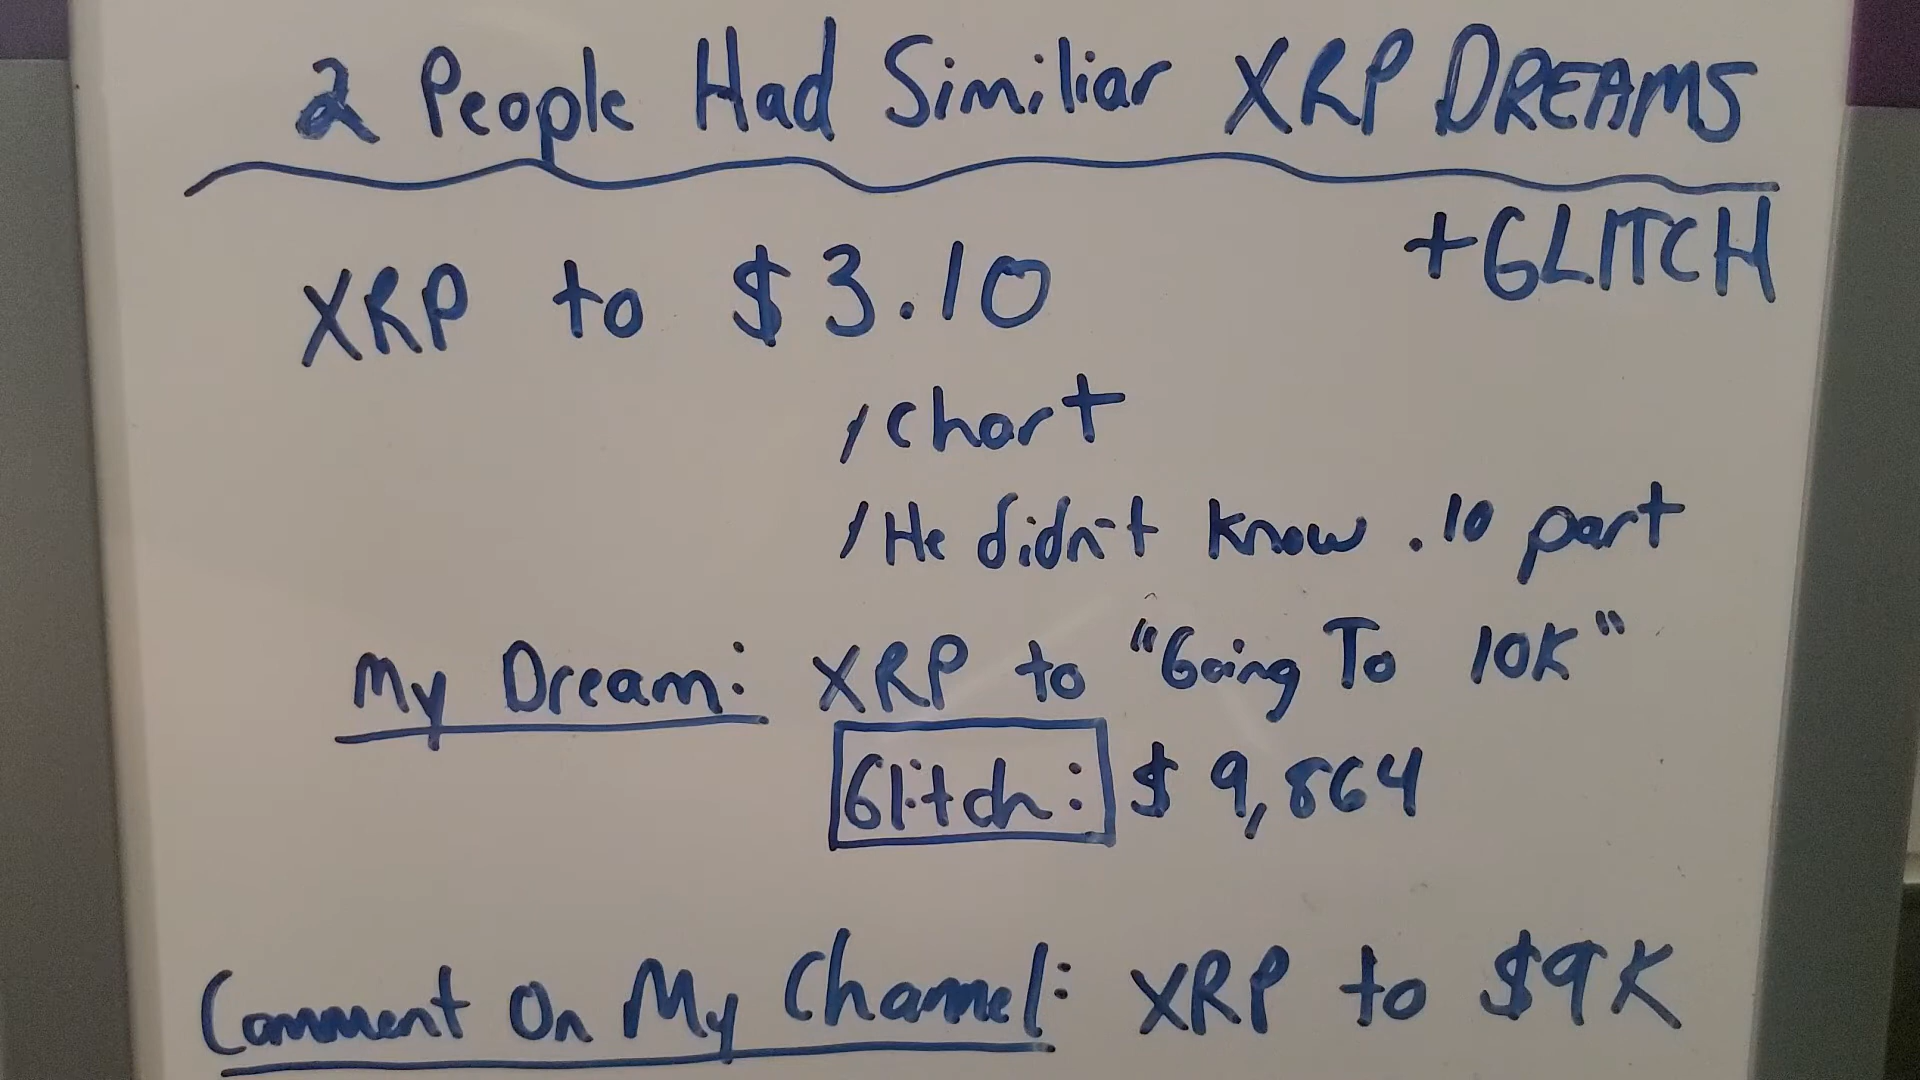 2 People Had Similiar XRP DREAMS
+GLITCH
XRP to $3.10
/chart
/He didn't know .10 part
My Dream: XRP to "Going To 10K"
Glitch: $9,864
Comment On My Channel: XRP to $9K